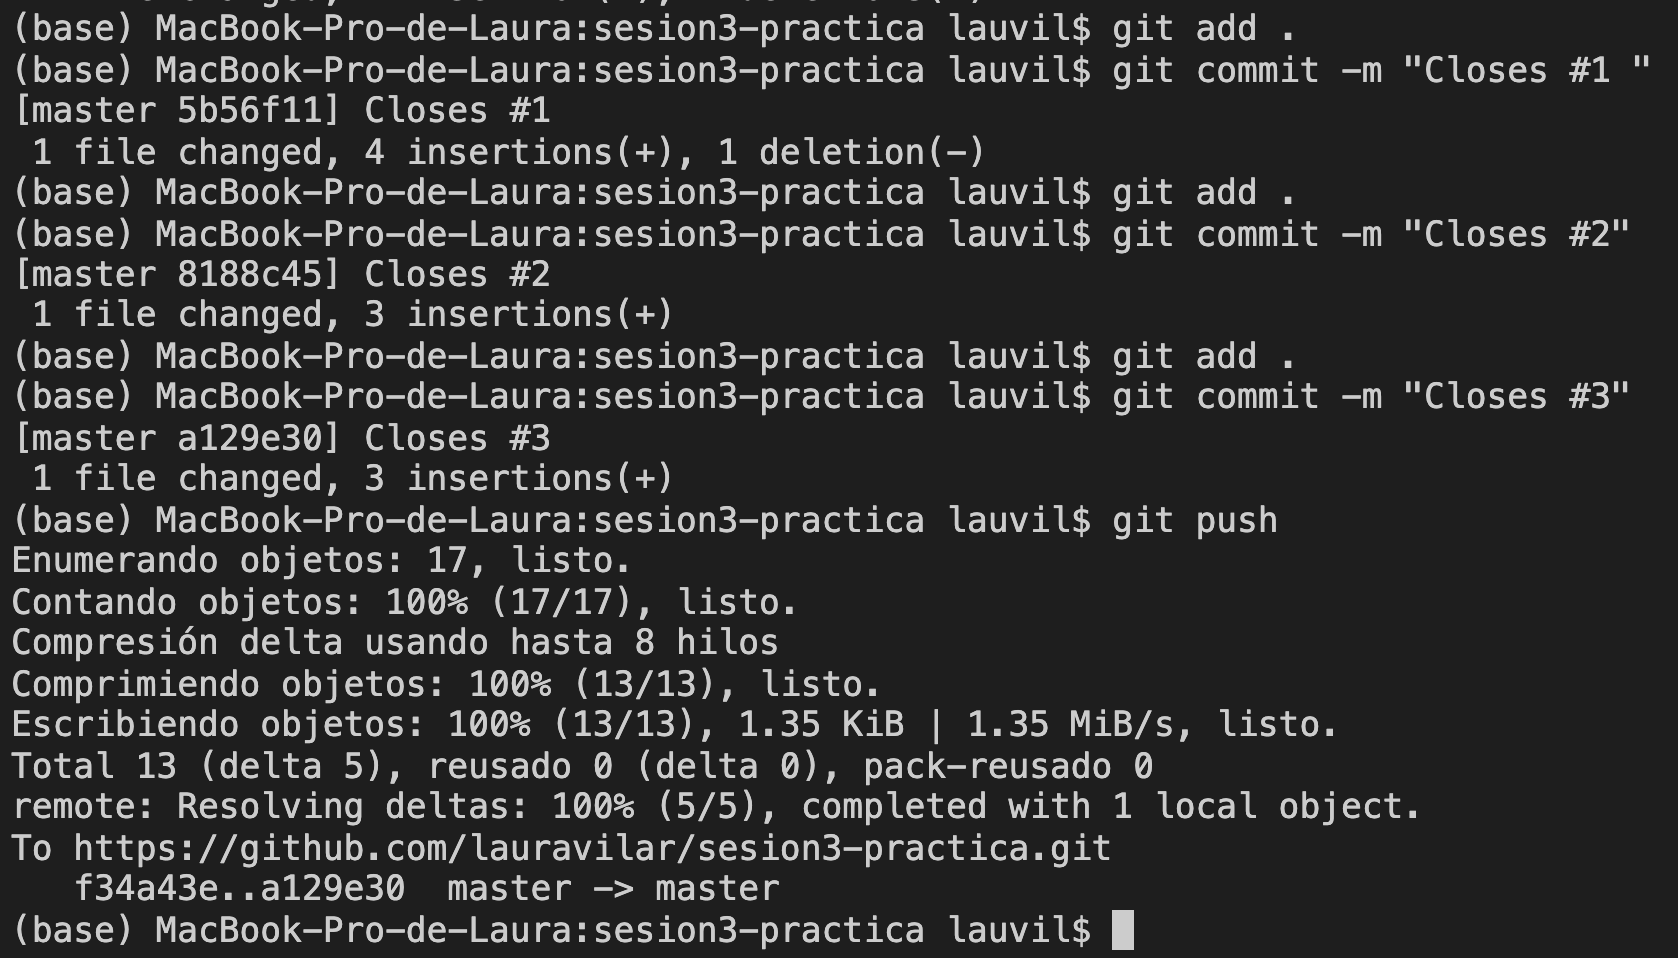 (base) MacBook-Pro-de-Laura:sesion3-practica lauvil$ git add .
(base) MacBook-Pro-de-Laura:sesion3-practica lauvil$ git commit -m "Closes #1 "
[master 5b56f11] Closes #1
 1 file changed, 4 insertions(+), 1 deletion(-)
(base) MacBook-Pro-de-Laura:sesion3-practica lauvil$ git add .
(base) MacBook-Pro-de-Laura:sesion3-practica lauvil$ git commit -m "Closes #2"
[master 8188c45] Closes #2
 1 file changed, 3 insertions(+)
(base) MacBook-Pro-de-Laura:sesion3-practica lauvil$ git add .
(base) MacBook-Pro-de-Laura:sesion3-practica lauvil$ git commit -m "Closes #3"
[master a129e30] Closes #3
 1 file changed, 3 insertions(+)
(base) MacBook-Pro-de-Laura:sesion3-practica lauvil$ git push
Enumerando objetos: 17, listo.
Contando objetos: 100% (17/17), listo.
Compresión delta usando hasta 8 hilos
Comprimiendo objetos: 100% (13/13), listo.
Escribiendo objetos: 100% (13/13), 1.35 KiB | 1.35 MiB/s, listo.
Total 13 (delta 5), reusado 0 (delta 0), pack-reusado 0
remote: Resolving deltas: 100% (5/5), completed with 1 local object.
To https://github.com/lauravilar/sesion3-practica.git
   f34a43e..a129e30  master -> master
(base) MacBook-Pro-de-Laura:sesion3-practica lauvil$